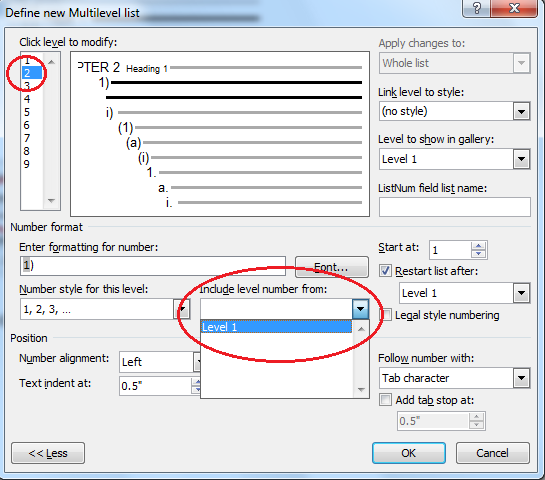 Define new Multilevel list
Click level to modify:
1
2
3
4
5
6
7
8
9
PTER 2 Heading 1
1)
i)
(1)
(a)
(i)
1.
a.
i.
Apply changes to:
Whole list
Link level to style:
(no style)
Level to show in gallery:
Level 1
ListNum field list name:
Number format
Enter formatting for number:
1)
Font...
Number style for this level:
1, 2, 3, ...
Include level number from:
Level 1
Start at: 1
Restart list after:
Level 1
Legal style numbering
Position
Number alignment: Left
Text indent at: 0.5"
Follow number with:
Tab character
Add tab stop at:
0.5"
<< Less
OK
Cancel